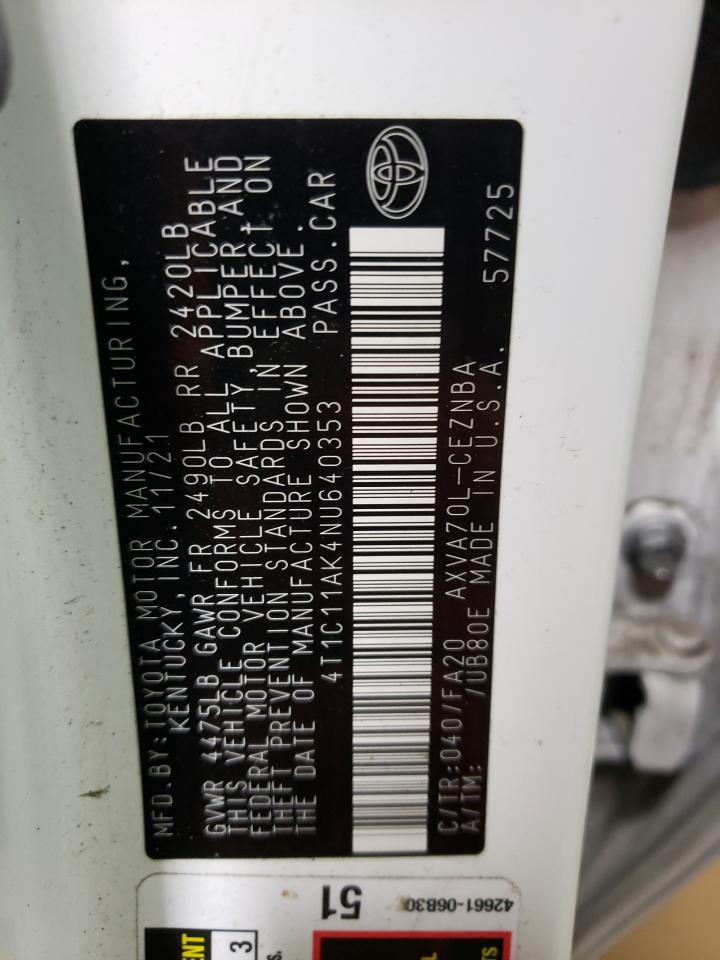 MFD.BY:TOYOTA MOTOR MANUFACTURING,
KENTUCKY, INC. 11/21
GVWR 4475LB GAWR FR 2490LB RR 2420LB
THIS VEHICLE CONFORMS TO ALL APPLICABLE
FEDERAL MOTOR VEHICLE SAFETY, BUMPER, AND
THEFT PREVENTION STANDARDS IN EFFECT ON
THE DATE OF MANUFACTURE SHOWN ABOVE.
4T1C11AK4NU640353 PASS.CAR
C/TR:040/FA20 AXVA70L-CEZNBA
A/TM: /UB80E MADE IN U.S.A. 57725
51
42661-06B30
3